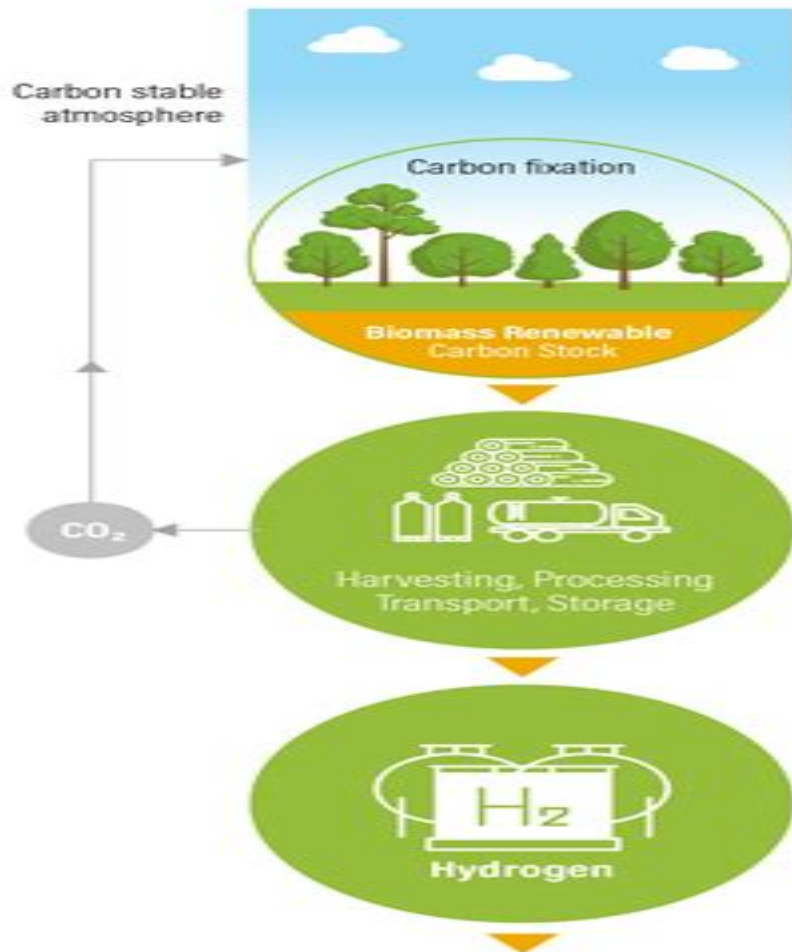 Carbon stable
atmosphere
Carbon fixation
Biomass Renewable
Carbon Stock
CO₂
Harvesting, Processing
Transport, Storage
H₂
Hydrogen